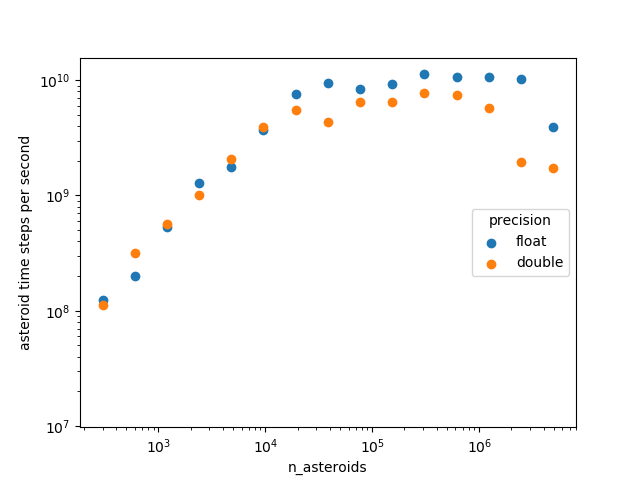 10^10
10^9
10^8
10^7
asteroid time steps per second
precision
float
double
10^3
10^4
10^5
10^6
n_asteroids